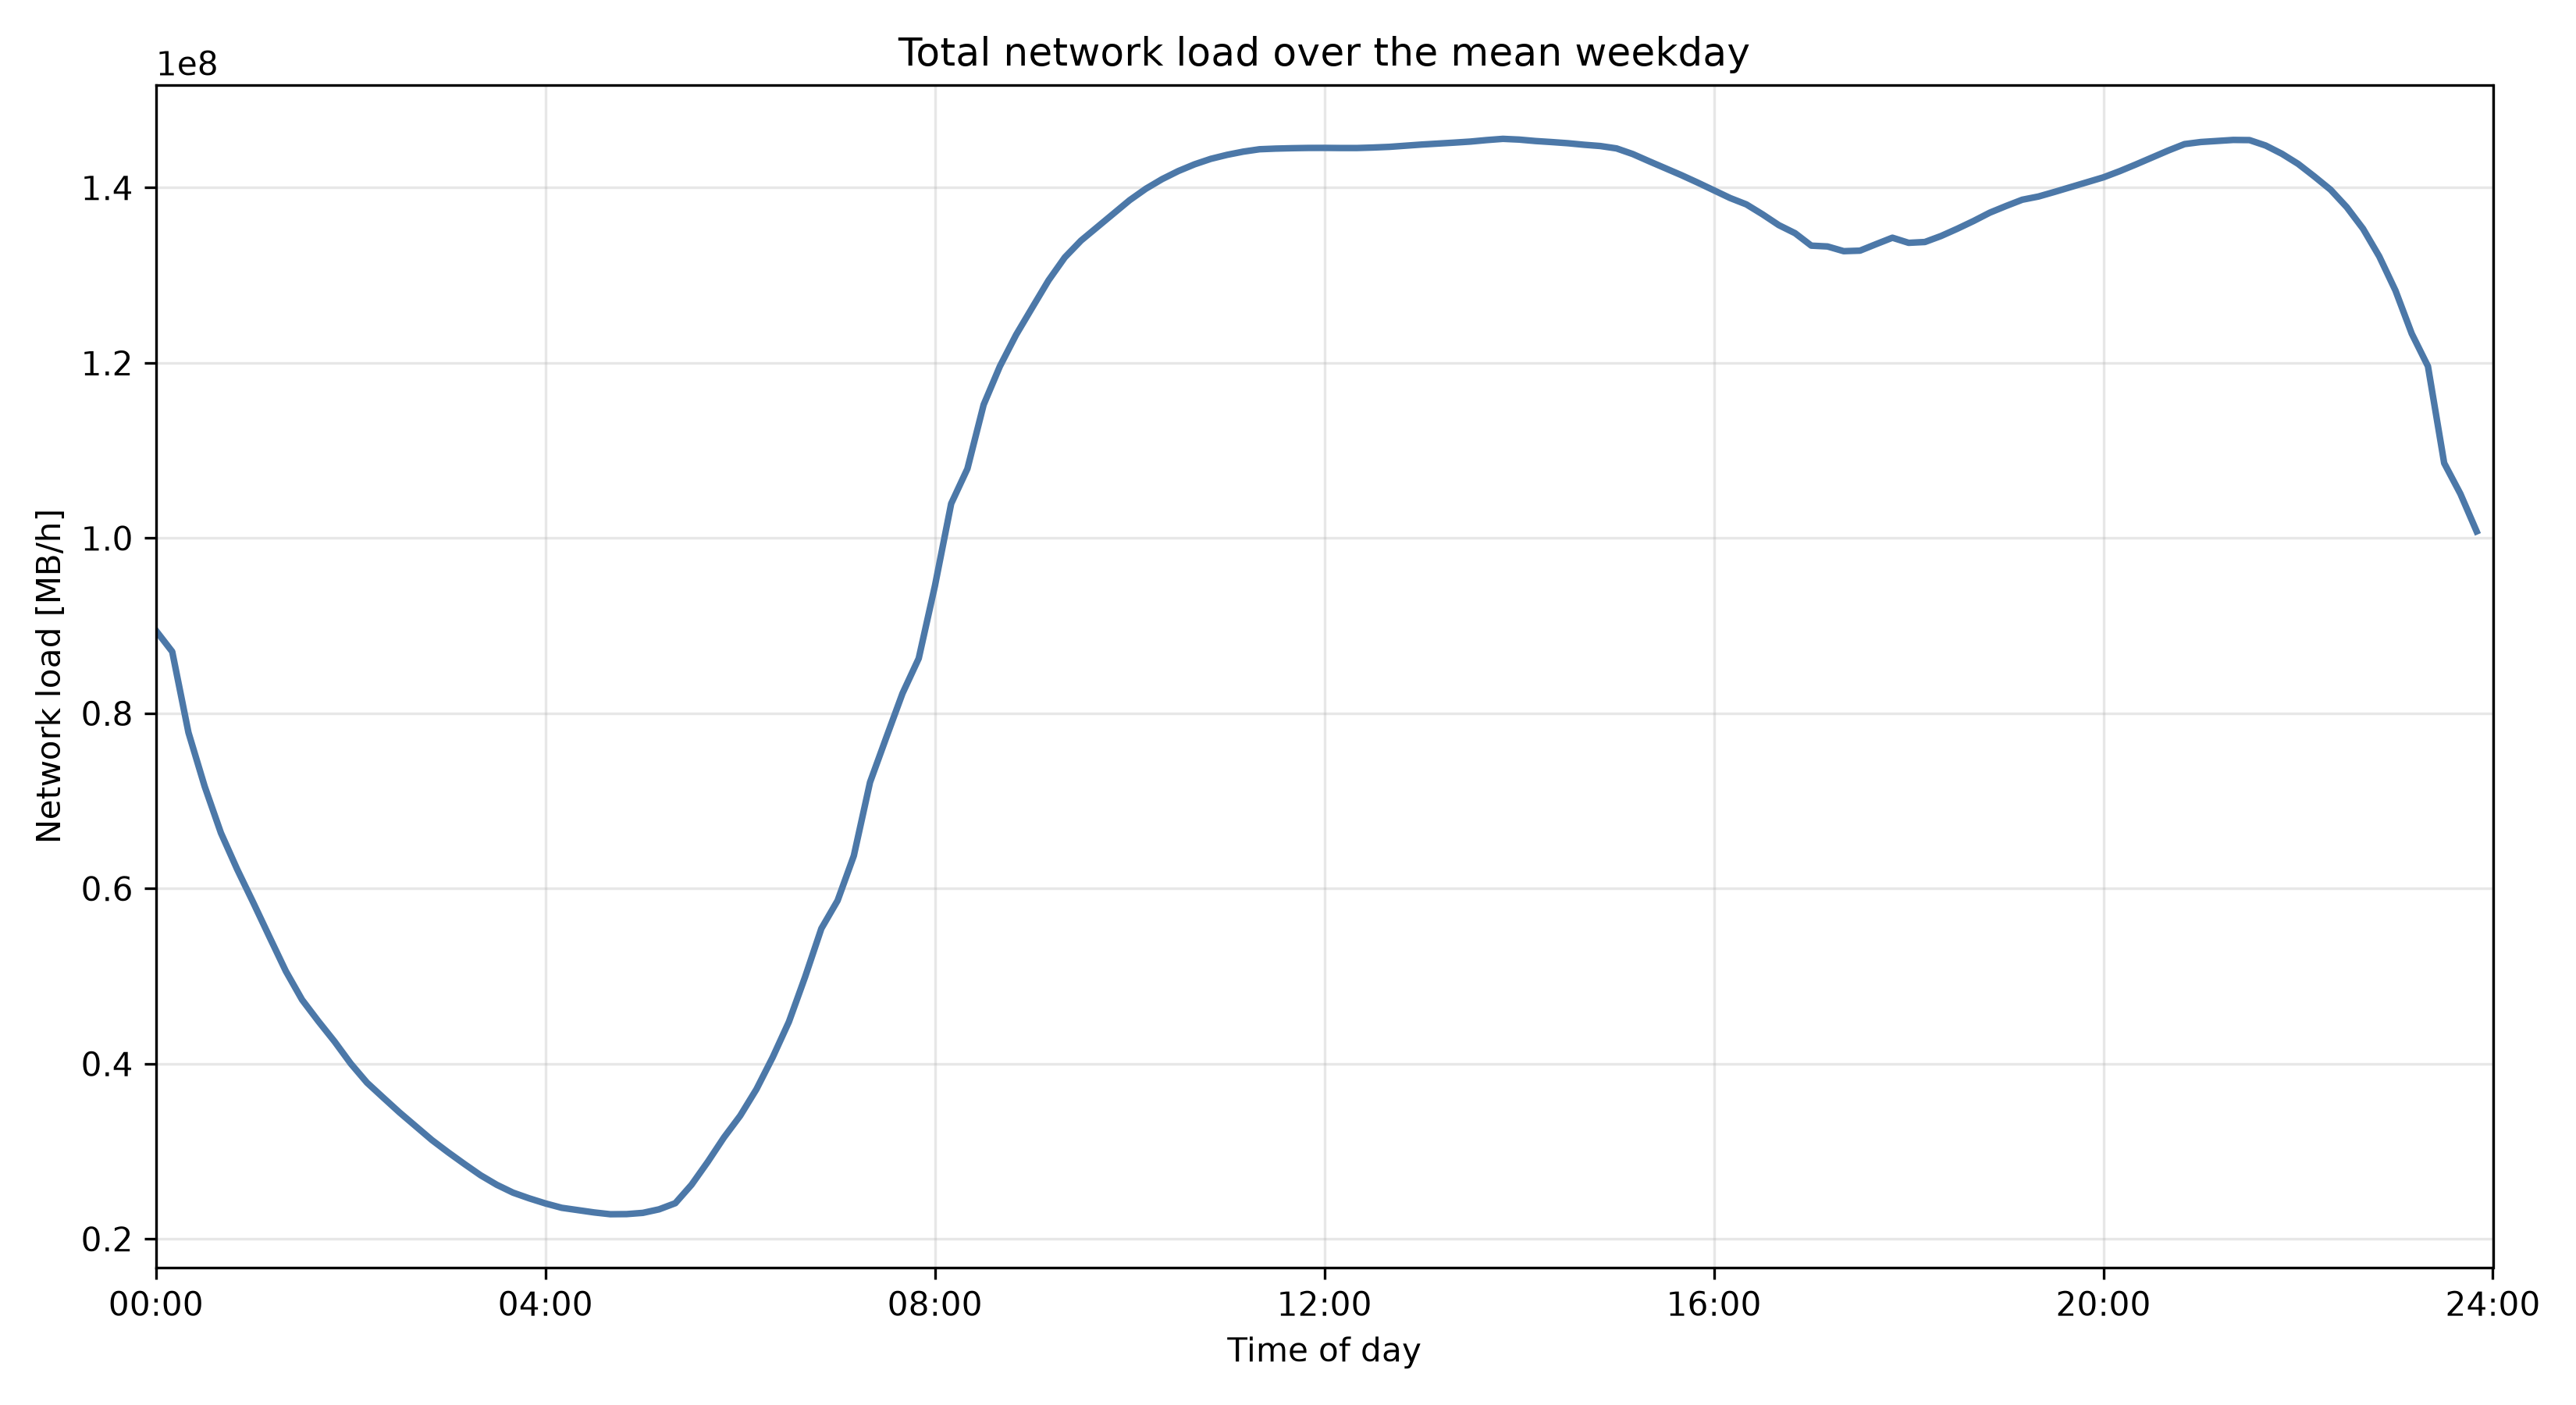 Total network load over the mean weekday
1e8
1.4
1.2
1.0
0.8
0.6
0.4
0.2
Network load [MB/h]
00:00 04:00 08:00 12:00 16:00 20:00 24:00
Time of day